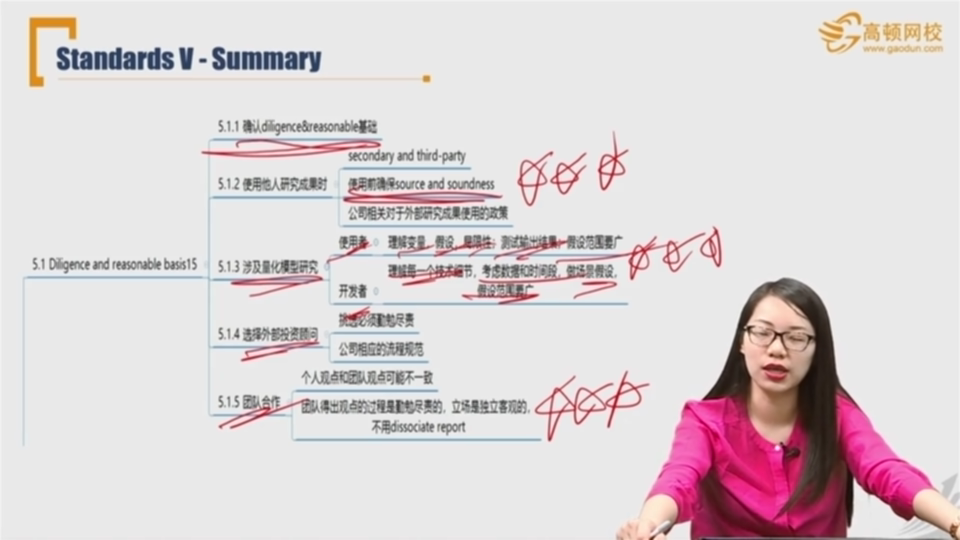 Standards V - Summary
高顿网校
www.gaodun.com
5.1 Diligence and reasonable basis15
5.1.1 确认diligence&reasonable基础
5.1.2 使用他人研究成果时
secondary and third-party
使用前确保source and soundness
公司相关对于外部研究成果使用的政策
5.1.3 涉及量化模型研究
使用者
理解变量,假设,局限性;测试输出结果;假设范围要广
开发者
理解每一个技术细节,考虑数据和时间段,做场景假设,
假设范围要广
5.1.4 选择外部投资顾问
挑选必须勤勉尽责
公司相应的流程规范
5.1.5 团队合作
个人观点和团队观点可能不一致
团队得出观点的过程是勤勉尽责的,立场是独立客观的,
不用dissociate report